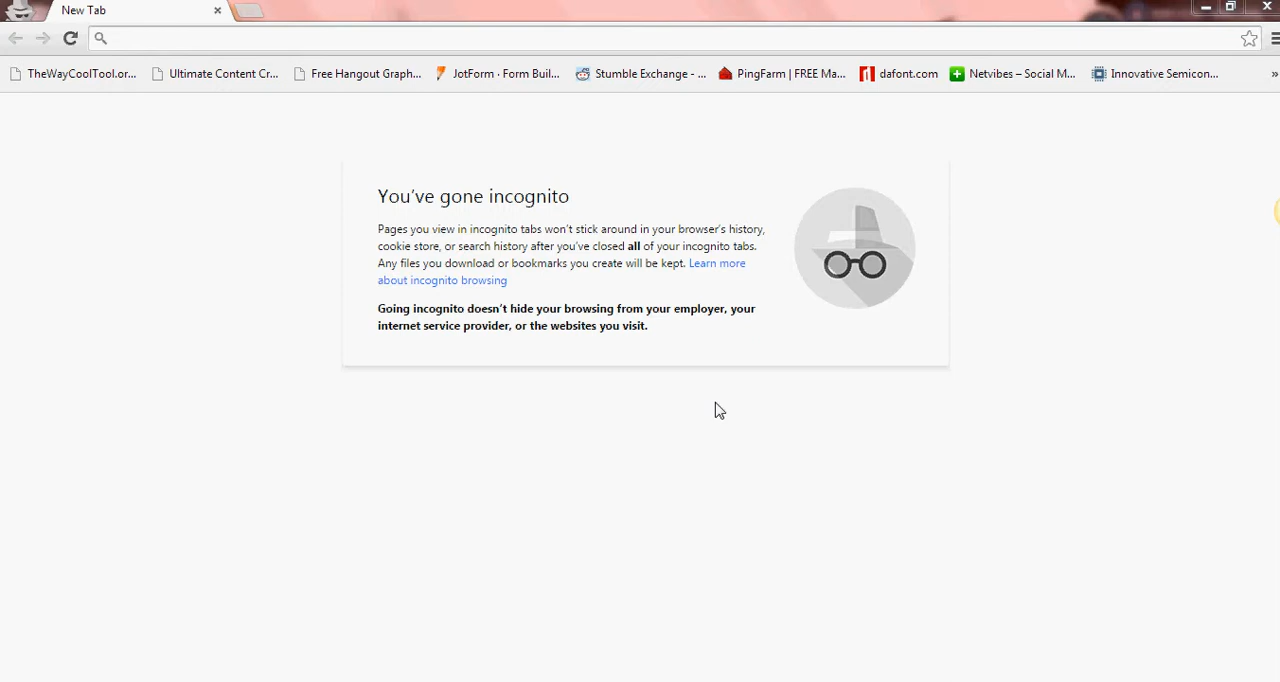 New Tab
TheWayCoolTool.or...
Ultimate Content Cr...
Free Hangout Graph...
JotForm · Form Buil...
Stumble Exchange - ...
PingFarm | FREE Ma...
dafont.com
Netvibes – Social M...
Innovative Semicon...
You’ve gone incognito
Pages you view in incognito tabs won’t stick around in your browser’s history,
cookie store, or search history after you’ve closed all of your incognito tabs.
Any files you download or bookmarks you create will be kept. Learn more
about incognito browsing
Going incognito doesn’t hide your browsing from your employer, your
internet service provider, or the websites you visit.